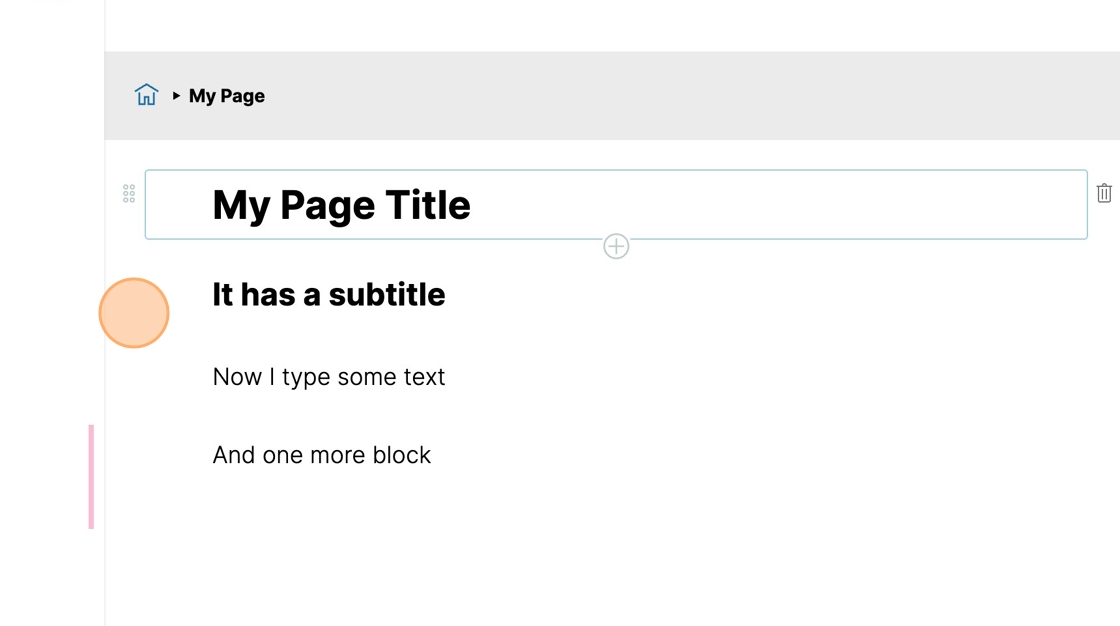 My Page
My Page Title
It has a subtitle
Now I type some text
And one more block